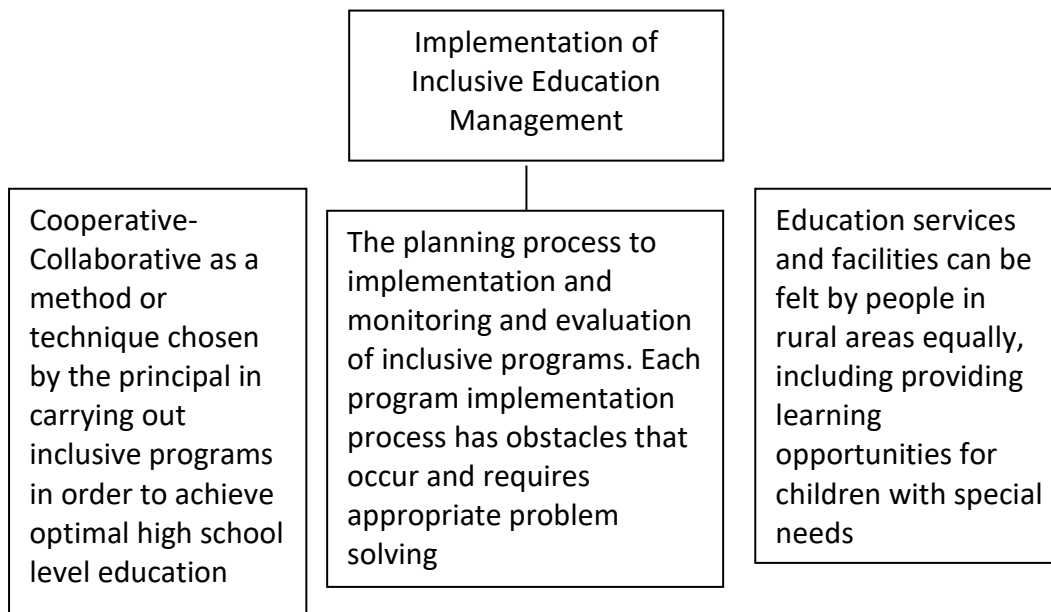 Implementation of
Inclusive Education
Management
Cooperative-
Collaborative as a
method or
technique chosen
by the principal in
carrying out
inclusive programs
in order to achieve
optimal high school
level education
The planning process to
implementation and
monitoring and evaluation
of inclusive programs. Each
program implementation
process has obstacles that
occur and requires
appropriate problem
solving
Education services
and facilities can be
felt by people in
rural areas equally,
including providing
learning
opportunities for
children with special
needs